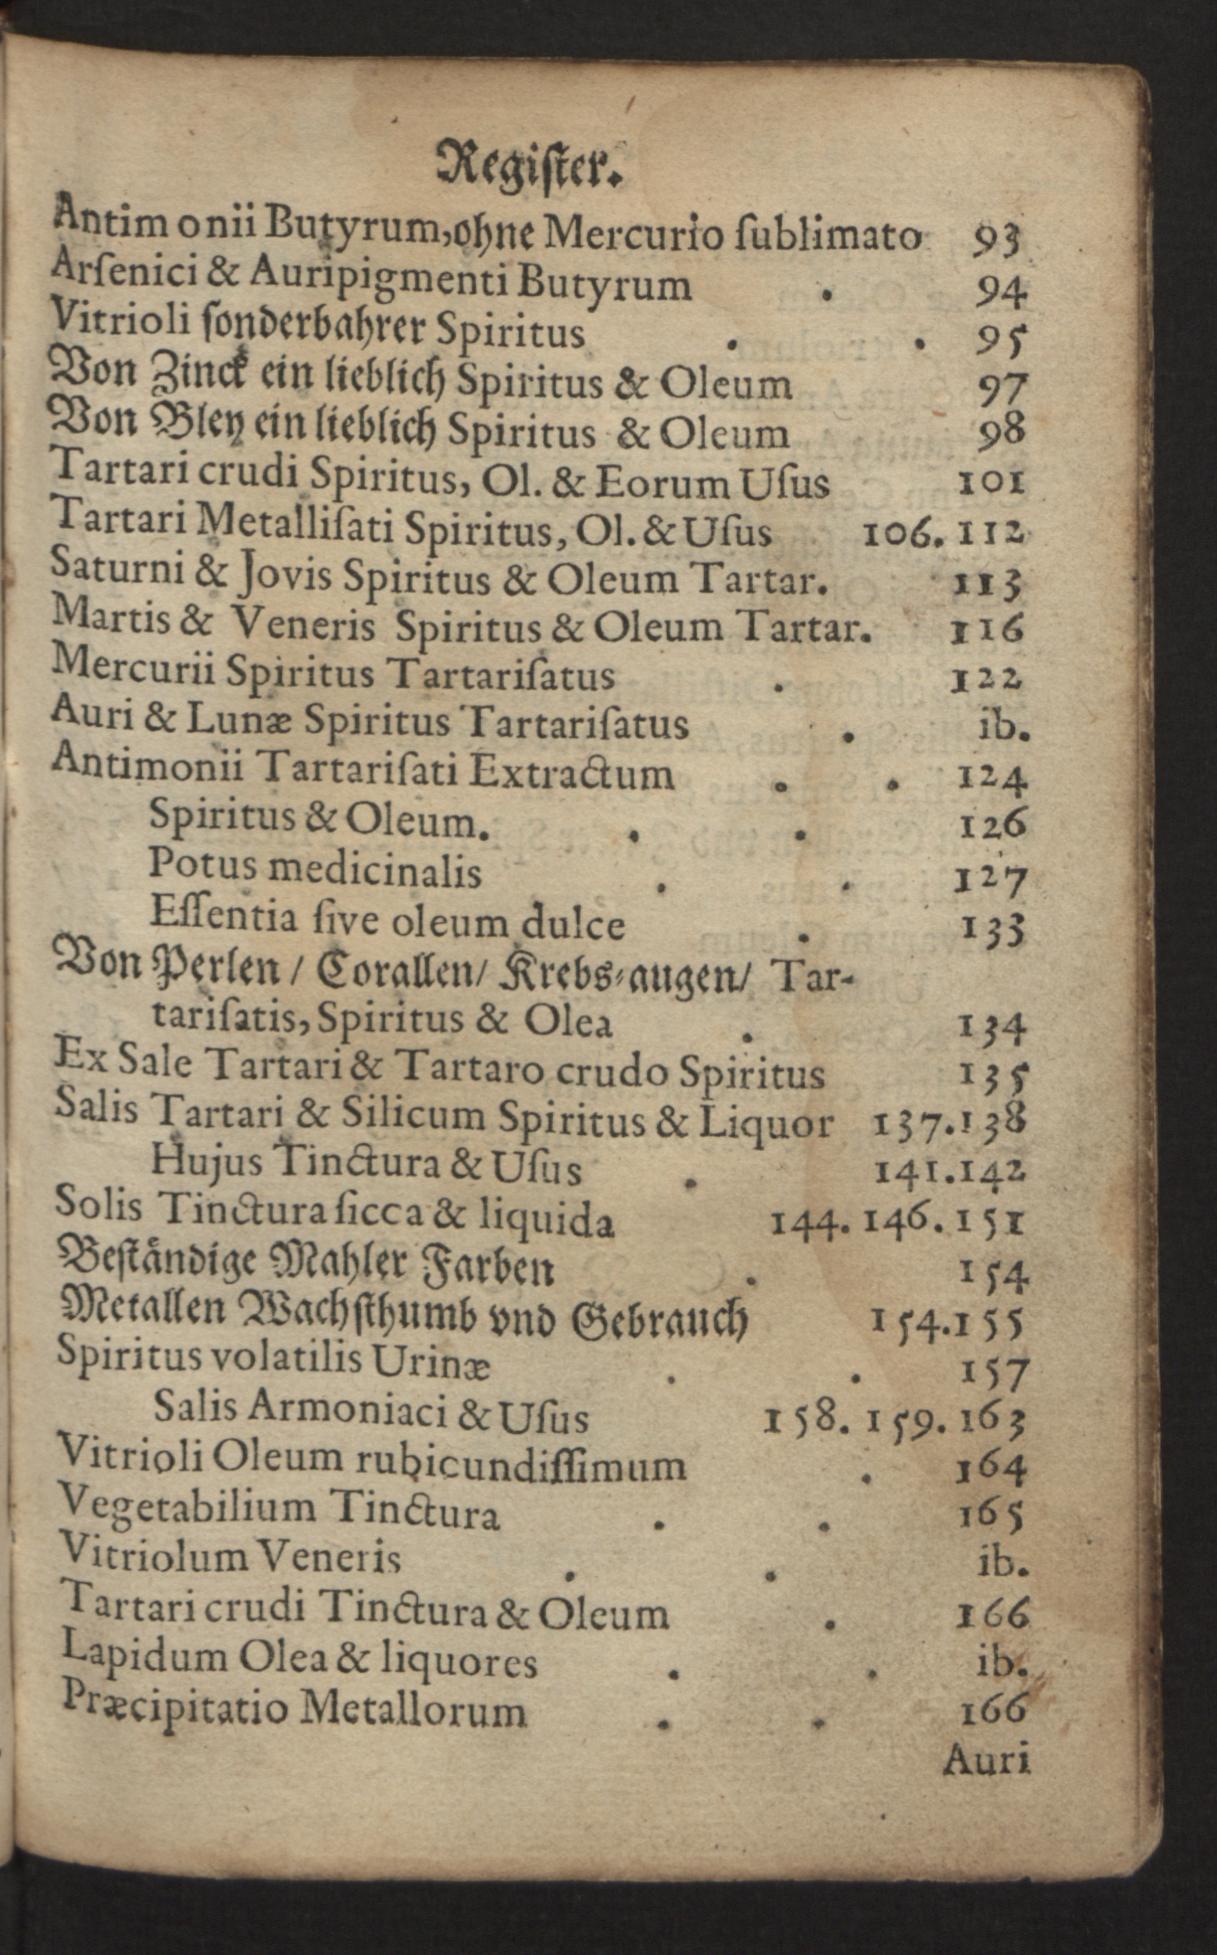 Regiſter.
Antimonii Butyrum, ohne Mercurio ſublimato 93
Arſenici & Auripigmenti Butyrum . 94
Vitrioli ſonderbahrer Spiritus . . 95
Von Zinck ein lieblich Spiritus & Oleum 97
Von Bley ein lieblich Spiritus & Oleum 98
Tartari crudi Spiritus, Ol. & Eorum Uſus 101
Tartari Metalliſati Spiritus, Ol. & Uſus 106. 112
Saturni & Jovis Spiritus & Oleum Tartar. 113
Martis & Veneris Spiritus & Oleum Tartar. 116
Mercurii Spiritus Tartariſatus . 122
Auri & Lunæ Spiritus Tartariſatus . ib.
Antimonii Tartariſati Extractum . . 124
Spiritus & Oleum. . . 126
Potus medicinalis . . 127
Eſſentia ſive oleum dulce . 133
Von Perlen / Corallen / Krebs-augen / Tar-
tariſatis, Spiritus & Olea . 134
Ex Sale Tartari & Tartaro crudo Spiritus 135
Salis Tartari & Silicum Spiritus & Liquor 137.138
Hujus Tinctura & Uſus . 141.142
Solis Tinctura ſicca & liquida 144. 146. 151
Beſtändige Mahler Farben . 154
Metallen Wachſthumb vnd Gebrauch 154.155
Spiritus volatilis Urinæ . . 157
Salis Armoniaci & Uſus 158. 159. 163
Vitrioli Oleum rubicundiſſimum . 164
Vegetabilium Tinctura . . 165
Vitriolum Veneris . . ib.
Tartari crudi Tinctura & Oleum . 166
Lapidum Olea & liquores . . ib.
Præcipitatio Metallorum . . 166
Auri